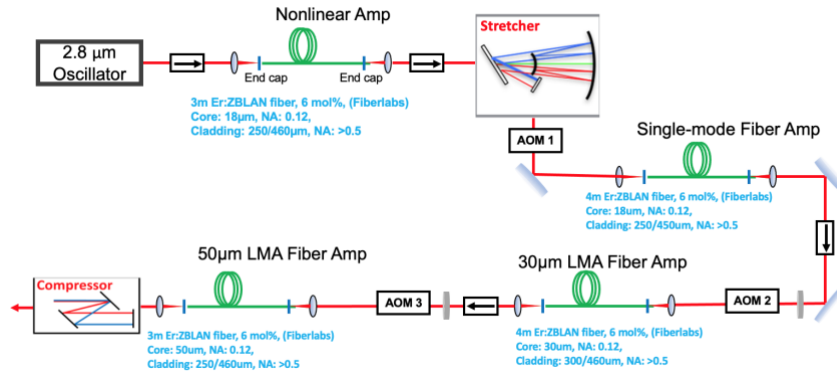 Nonlinear Amp
2.8 µm
Oscillator
End cap
End cap
3m Er:ZBLAN fiber, 6 mol%, (Fiberlabs)
Core: 18µm, NA: 0.12,
Cladding: 250/460µm, NA: >0.5
Stretcher
AOM 1
Single-mode Fiber Amp
4m Er:ZBLAN fiber, 6 mol%, (Fiberlabs)
Core: 18um, NA: 0.12,
Cladding: 250/450um, NA: >0.5
50µm LMA Fiber Amp
30µm LMA Fiber Amp
Compressor
AOM 3
AOM 2
3m Er:ZBLAN fiber, 6 mol%, (Fiberlabs)
Core: 50um, NA: 0.12,
Cladding: 250/460um, NA: >0.5
4m Er:ZBLAN fiber, 6 mol%, (Fiberlabs)
Core: 30um, NA: 0.12,
Cladding: 300/460um, NA: >0.5